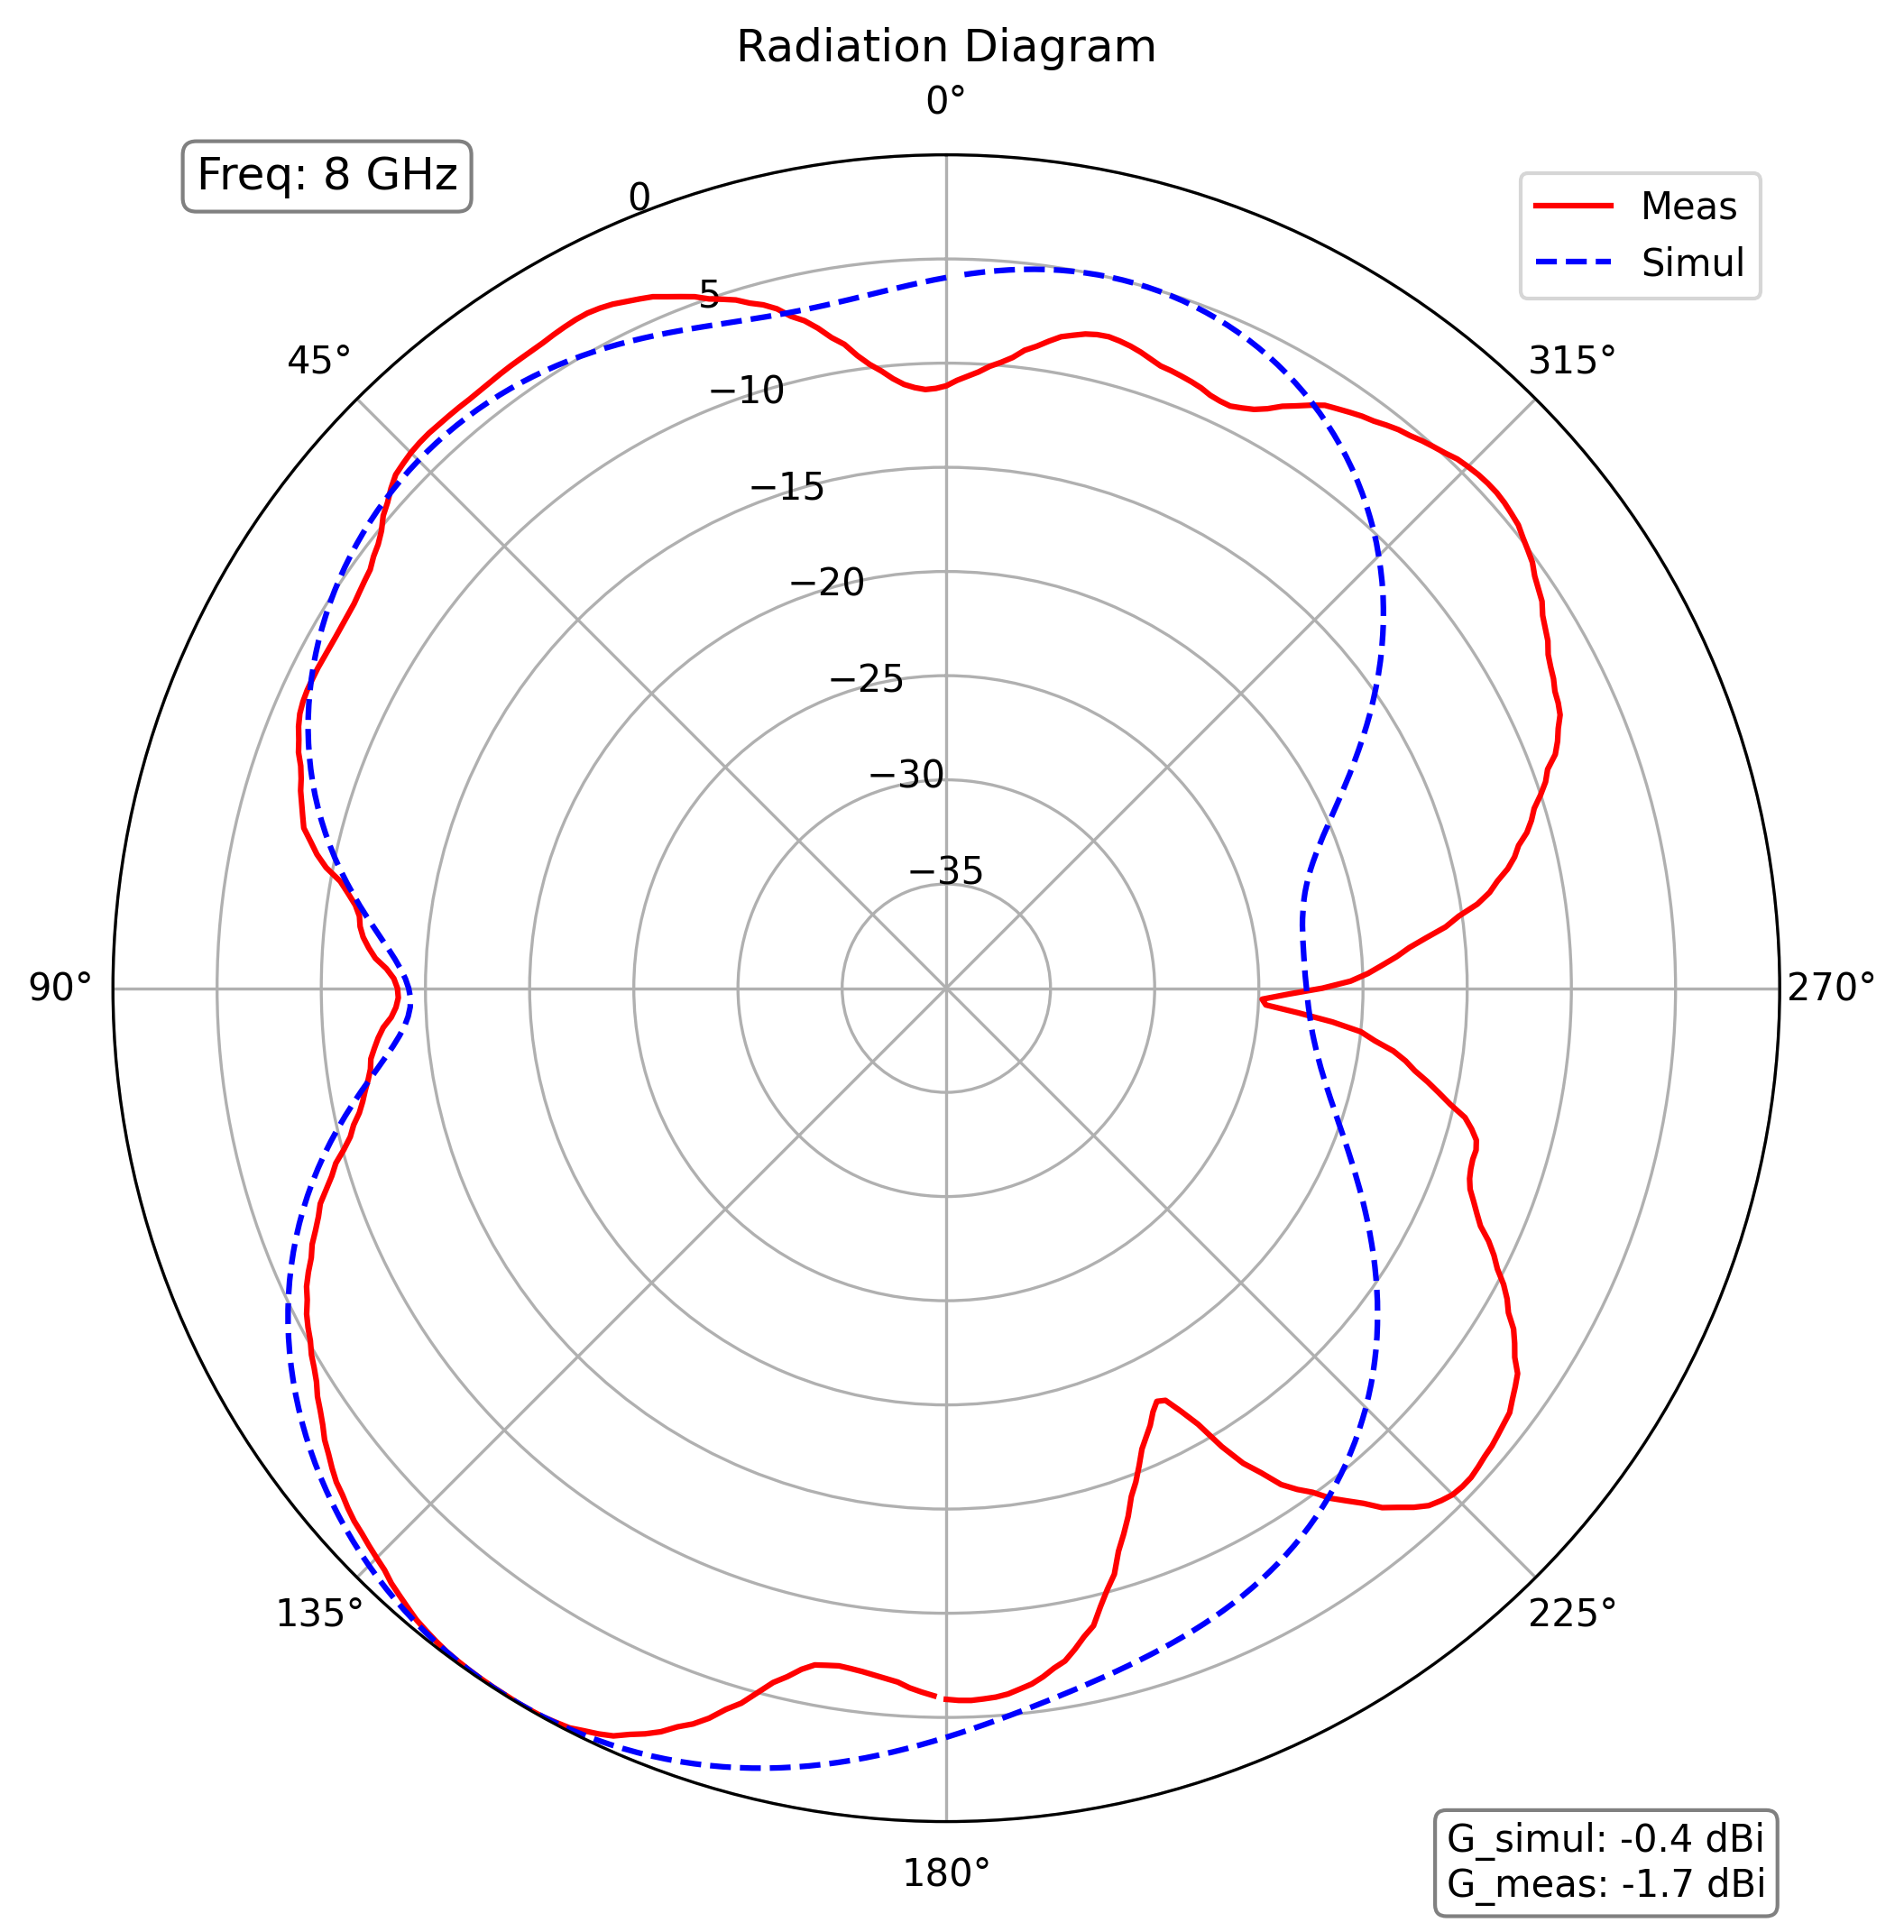 Radiation Diagram
0°
Freq: 8 GHz
0
Meas
Simul
5
45°
315°
−10
−15
−20
−25
−30
−35
90°
270°
135°
225°
180°
G_simul: -0.4 dBi
G_meas: -1.7 dBi